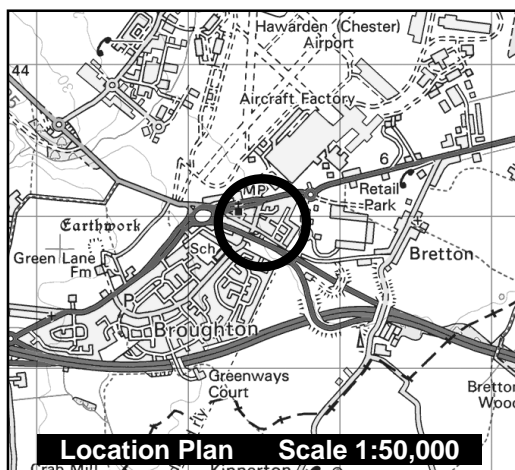 Hawarden (Chester)
Airport
44
Aircraft Factory
MP
6
Retail
Park
Earthwork
Sch
Bretton
Green Lane
Fm
P
Broughton
Greenways
Court
Bretton
Wood
Location Plan Scale 1:50,000